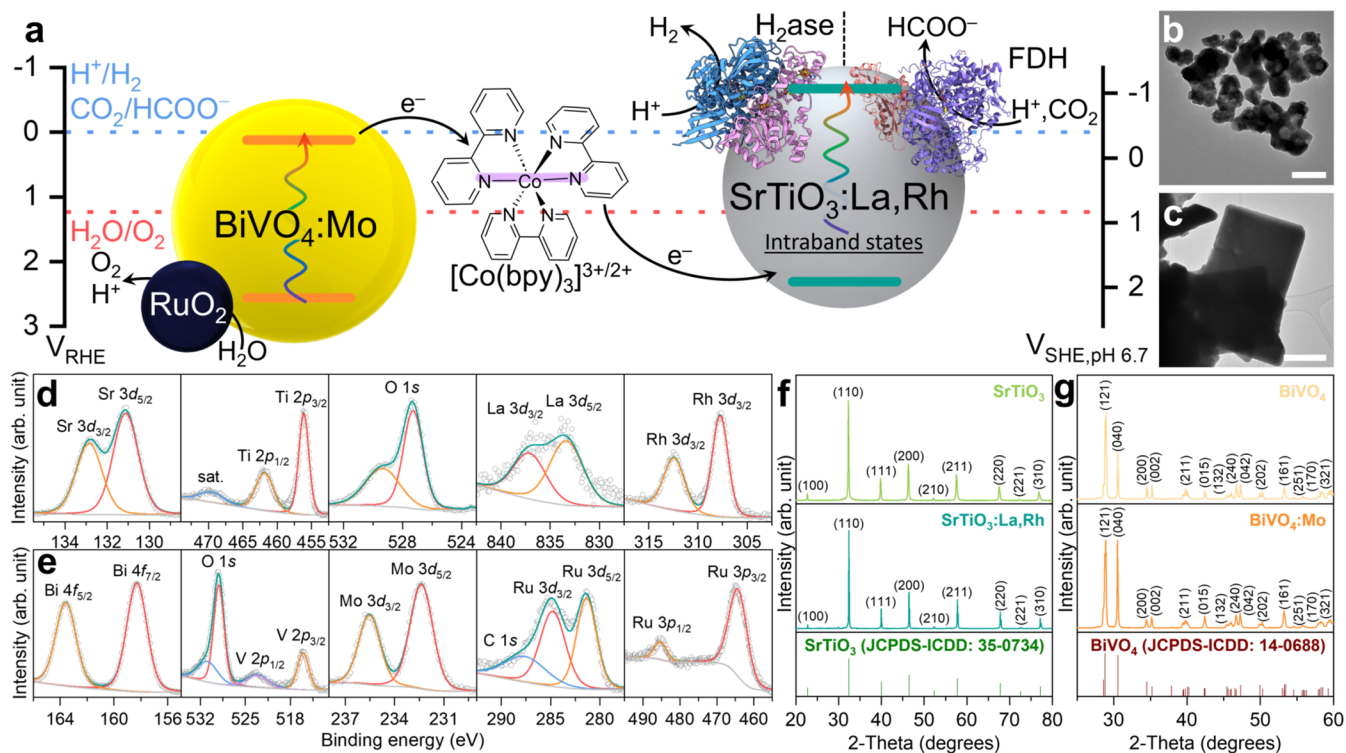 a
b
c
-1
0
1
2
3
V_RHE
H⁺/H₂
CO₂/HCOO⁻
H₂O/O₂
O₂
H⁺
RuO₂
H₂O
BiVO₄:Mo
e⁻
N
N
N
Co
N
N
N
[Co(bpy)₃]³⁺/²⁺
e⁻
H₂
H⁺
H₂ase
HCOO⁻
FDH
H⁺,CO₂
SrTiO₃:La,Rh
Intraband states
-1
0
1
2
V_SHE,pH 6.7
d
Intensity (arb. unit)
Sr 3d₃/₂
Sr 3d₅/₂
134 132 130
sat.
Ti 2p₁/₂
Ti 2p₃/₂
470 465 460 455
O 1s
532 528 524
La 3d₃/₂
La 3d₅/₂
840 835 830
Rh 3d₃/₂
Rh 3d₃/₂
315 310 305
e
Intensity (arb. unit)
Bi 4f₅/₂
Bi 4f₇/₂
164 160 156
O 1s
V 2p₁/₂
V 2p₃/₂
532 525 518
Mo 3d₃/₂
Mo 3d₅/₂
237 234 231
C 1s
Ru 3d₃/₂
Ru 3d₅/₂
290 285 280
Ru 3p₁/₂
Ru 3p₃/₂
490 480 470
Binding energy (eV)
f
Intensity (arb. unit)
SrTiO₃
(100)
(110)
(111)
(200)
(210)
(211)
(220)
(221)
(310)
SrTiO₃:La,Rh
(100)
(110)
(111)
(200)
(210)
(211)
(220)
(221)
(310)
SrTiO₃ (JCPDS-ICDD: 35-0734)
20 30 40 50 60 70 80
2-Theta (degrees)
g
Intensity (arb. unit)
BiVO₄
(121)
(040)
(200)
(002)
(211)
(015)
(132)
(240)
(042)
(202)
(161)
(251)
(170)
(321)
BiVO₄:Mo
(121)
(040)
(200)
(002)
(211)
(015)
(132)
(240)
(042)
(202)
(161)
(251)
(170)
(321)
BiVO₄ (JCPDS-ICDD: 14-0688)
30 40 50 60
2-Theta (degrees)